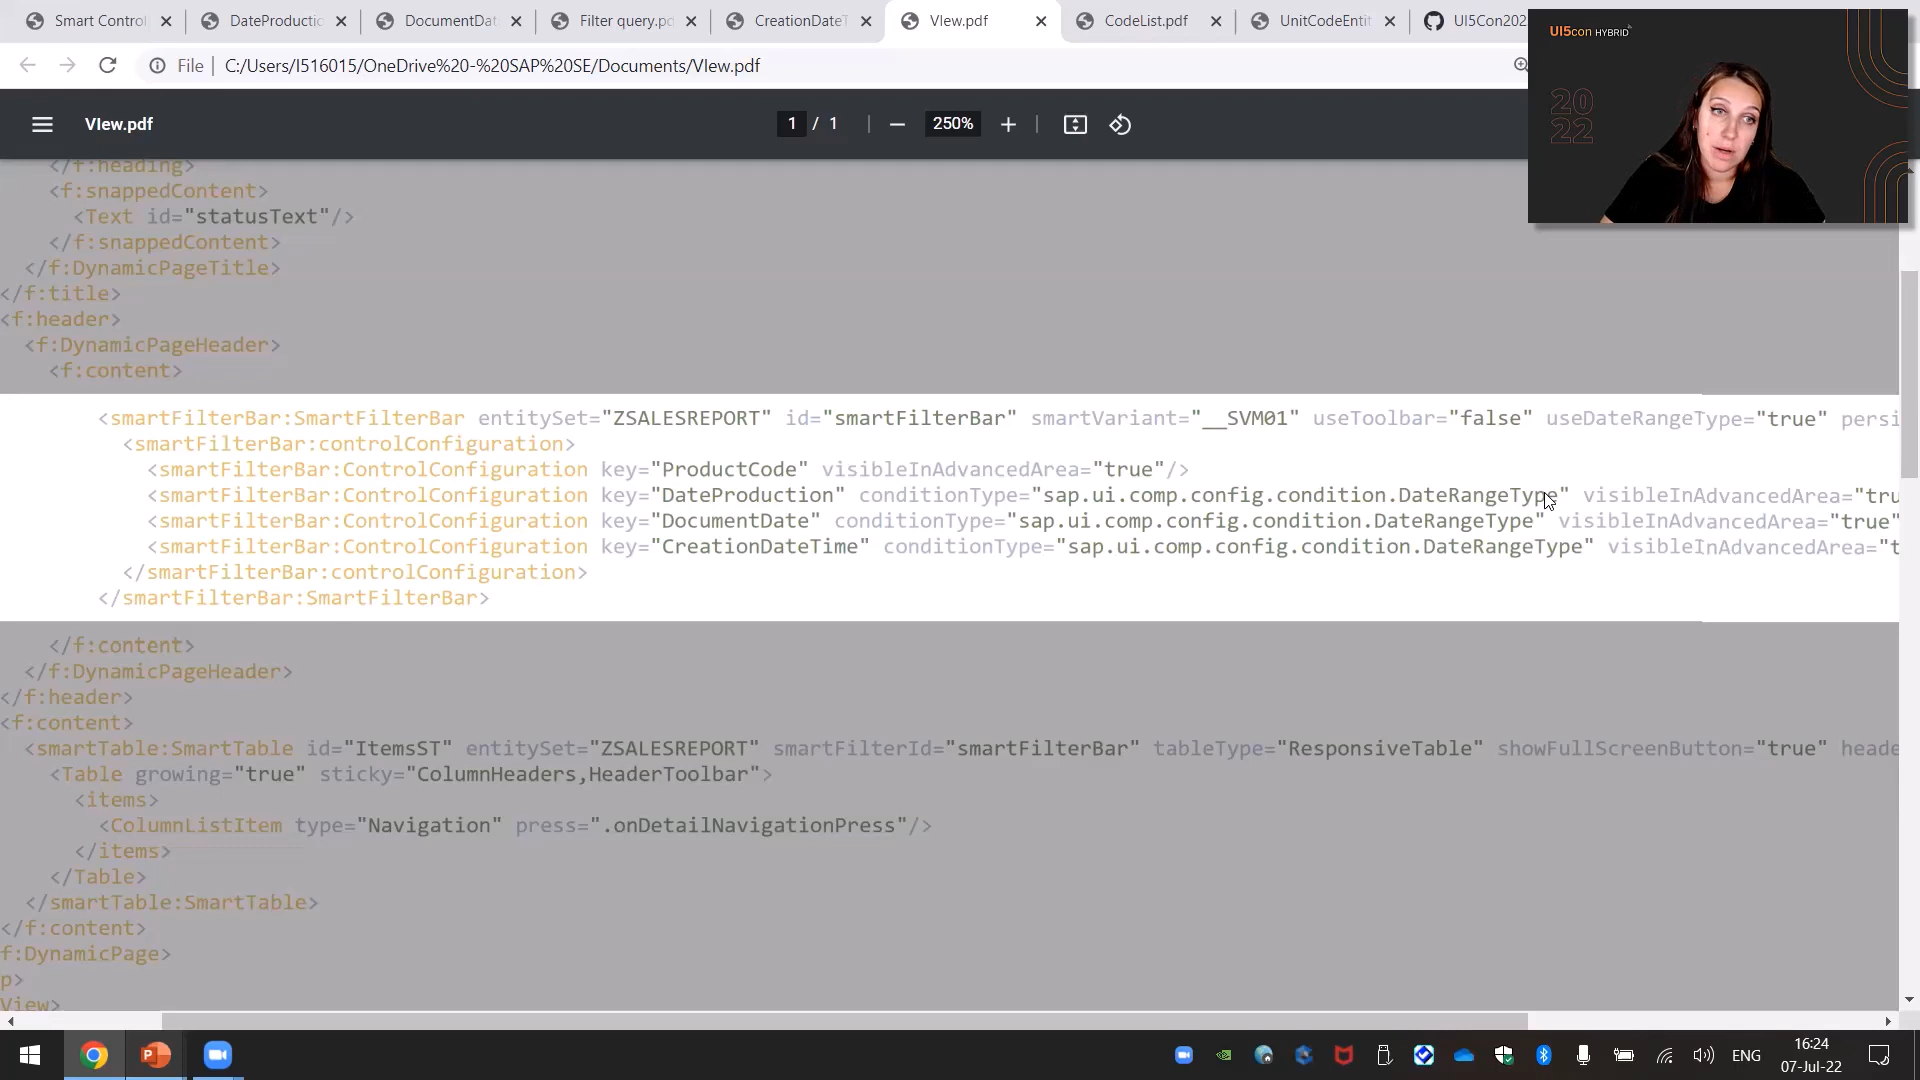 Smart Control
DateProductio
DocumentDat
Filter query.pd
CreationDateT
VIew.pdf
CodeList.pdf
UnitCodeEntit
UI5Con202
UI5con HYBRID
20
22
File
C:/Users/I516015/OneDrive%20-%20SAP%20SE/Documents/VIew.pdf
VIew.pdf
1 / 1
250%
</f:heading>
<f:snappedContent>
<Text id="statusText"/>
</f:snappedContent>
</f:DynamicPageTitle>
</f:title>
<f:header>
<f:DynamicPageHeader>
<f:content>
<smartFilterBar:SmartFilterBar entitySet="ZSALESREPORT" id="smartFilterBar" smartVariant="__SVM01" useToolbar="false" useDateRangeType="true" persi
<smartFilterBar:controlConfiguration>
<smartFilterBar:ControlConfiguration key="ProductCode" visibleInAdvancedArea="true"/>
<smartFilterBar:ControlConfiguration key="DateProduction" conditionType="sap.ui.comp.config.condition.DateRangeType" visibleInAdvancedArea="tru
<smartFilterBar:ControlConfiguration key="DocumentDate" conditionType="sap.ui.comp.config.condition.DateRangeType" visibleInAdvancedArea="true"
<smartFilterBar:ControlConfiguration key="CreationDateTime" conditionType="sap.ui.comp.config.condition.DateRangeType" visibleInAdvancedArea="t
</smartFilterBar:controlConfiguration>
</smartFilterBar:SmartFilterBar>
</f:content>
</f:DynamicPageHeader>
</f:header>
<f:content>
<smartTable:SmartTable id="ItemsST" entitySet="ZSALESREPORT" smartFilterId="smartFilterBar" tableType="ResponsiveTable" showFullScreenButton="true" heade
<Table growing="true" sticky="ColumnHeaders,HeaderToolbar">
<items>
<ColumnListItem type="Navigation" press=".onDetailNavigationPress"/>
</items>
</Table>
</smartTable:SmartTable>
</f:content>
f:DynamicPage>
p>
View>
ENG
16:24
07-Jul-22